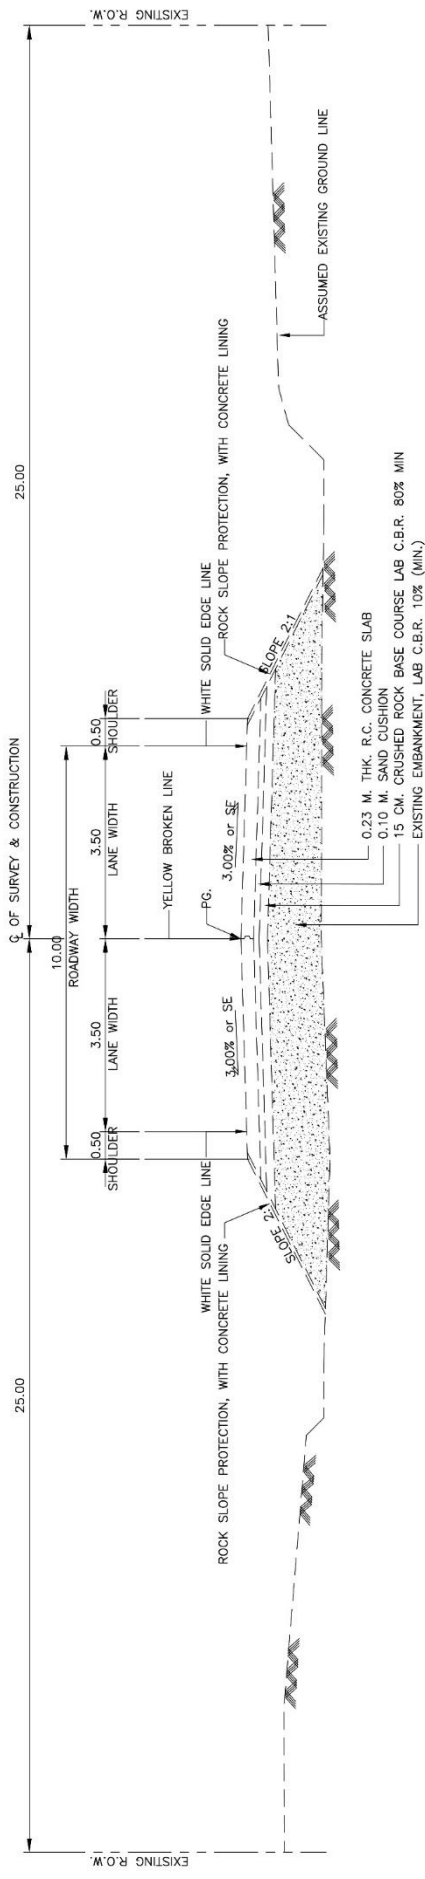 ℄ OF SURVEY & CONSTRUCTION
25.00
25.00
10.00
ROADWAY WIDTH
0.50
SHOULDER
3.50
LANE WIDTH
3.50
LANE WIDTH
0.50
SHOULDER
EXISTING R.O.W.
EXISTING R.O.W.
YELLOW BROKEN LINE
WHITE SOLID EDGE LINE
ROCK SLOPE PROTECTION, WITH CONCRETE LINING
WHITE SOLID EDGE LINE
ROCK SLOPE PROTECTION, WITH CONCRETE LINING
PG.
3.00% or SE
3.00% or SE
SLOPE 2:1
SLOPE 2:1
ASSUMED EXISTING GROUND LINE
0.23 M. THK. R.C. CONCRETE SLAB
0.10 M. SAND CUSHION
15 CM. CRUSHED ROCK BASE COURSE LAB C.B.R. 80% MIN
EXISTING EMBANKMENT, LAB C.B.R. 10% (MIN.)